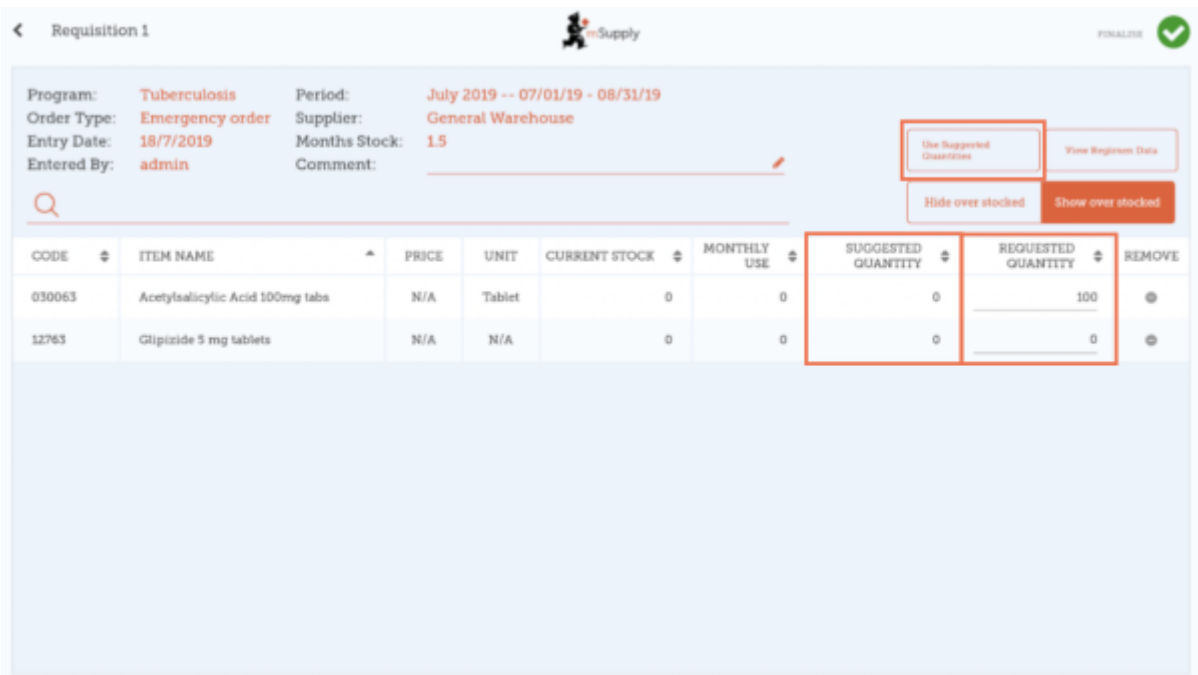 Requisition 1
mSupply
FINALISE
Program: Tuberculosis Period: July 2019 -- 07/01/19 - 08/31/19
Order Type: Emergency order Supplier: General Warehouse
Entry Date: 18/7/2019 Months Stock: 1.5
Entered By: admin Comment:
Use Suggested
Quantities
View Regimen Data
Hide over stocked Show over stocked
CODE ITEM NAME PRICE UNIT CURRENT STOCK MONTHLY USE SUGGESTED QUANTITY REQUESTED QUANTITY REMOVE
030063 Acetylsalicylic Acid 100mg tabs N/A Tablet 0 0 0 100
12763 Glipizide 5 mg tablets N/A N/A 0 0 0 0